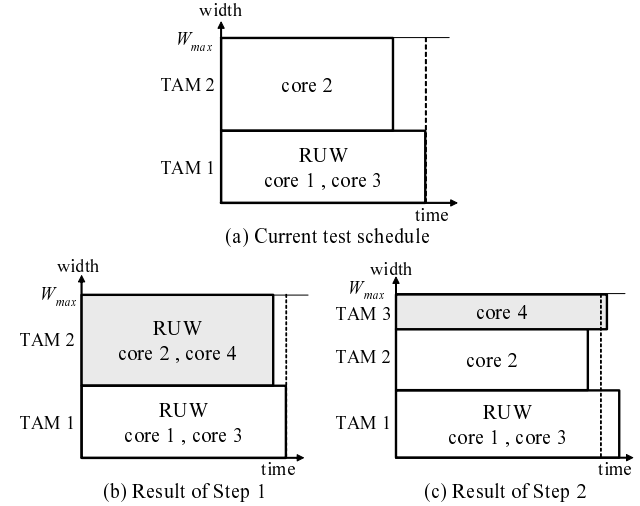 width
Wmax
TAM 2
core 2
TAM 1
RUW
core 1 , core 3
time
(a) Current test schedule
width
Wmax
TAM 2
RUW
core 2 , core 4
TAM 1
RUW
core 1 , core 3
time
(b) Result of Step 1
width
Wmax
TAM 3
core 4
TAM 2
core 2
TAM 1
RUW
core 1 , core 3
time
(c) Result of Step 2